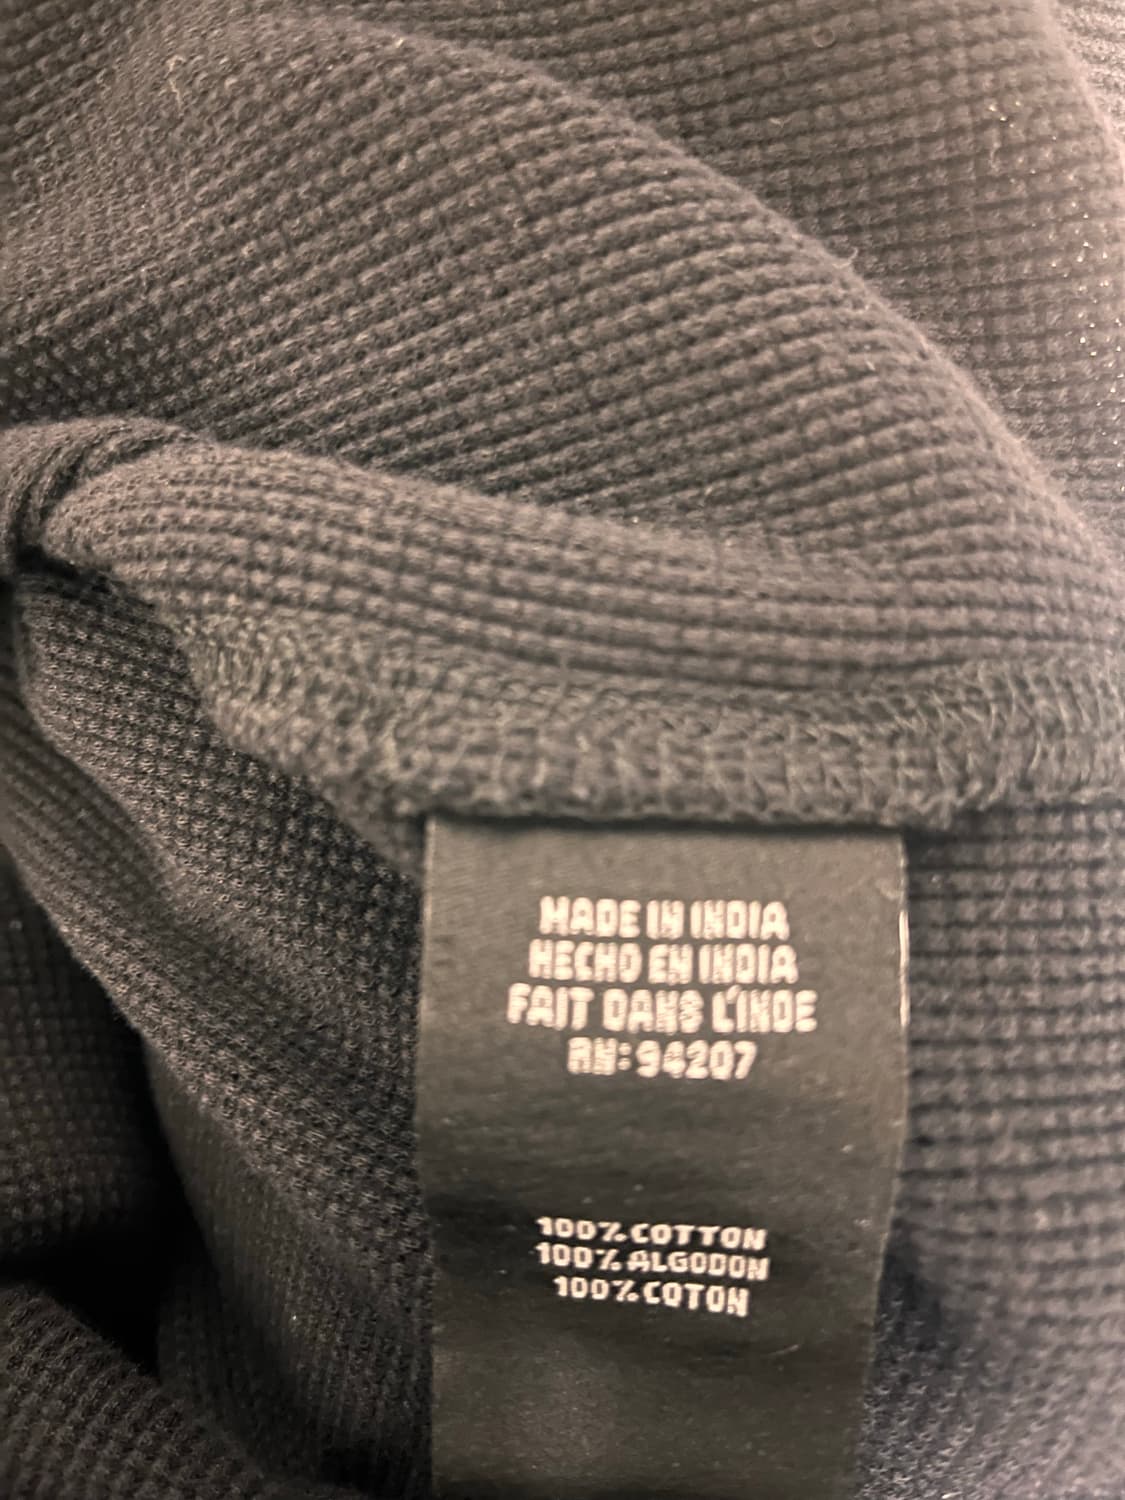 MADE IN INDIA
HECHO EN INDIA
FAIT DANS L'INDE
RN: 94207
100% COTTON
100% ALGODON
100% COTON